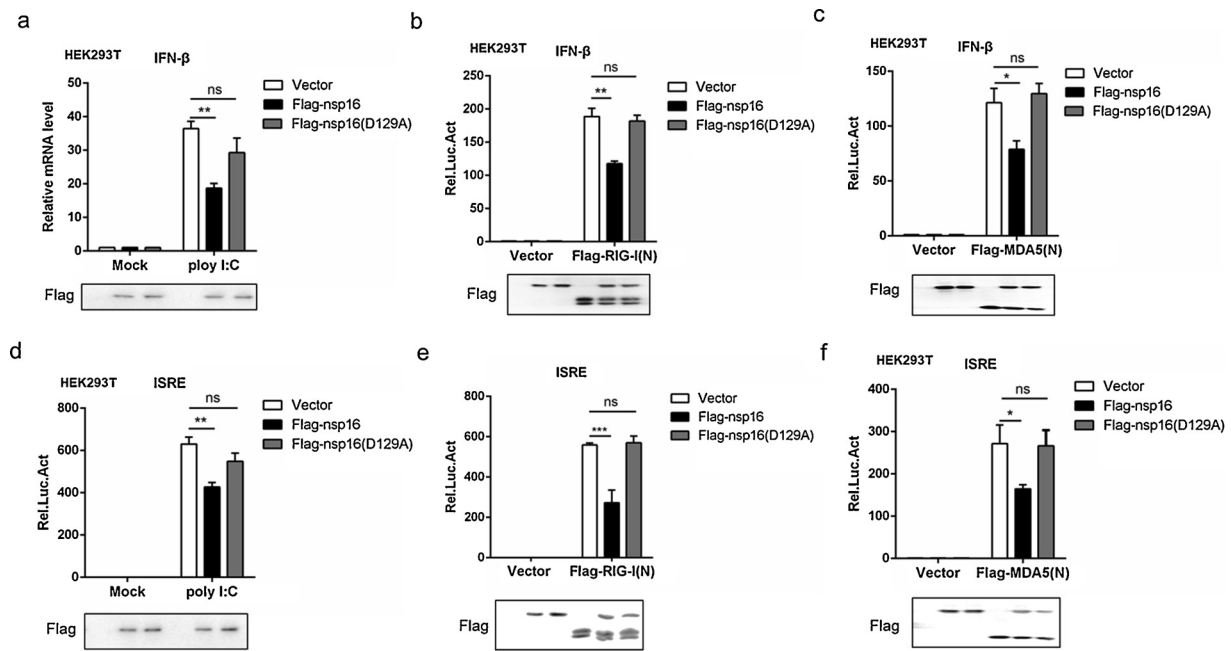 a
HEK293T IFN-β
Relative mRNA level
50
40
30
20
10
0
ns
**
Vector
Flag-nsp16
Flag-nsp16(D129A)
Mock ploy I:C
Flag
b
HEK293T IFN-β
Rel.Luc.Act
250
200
150
100
50
0
ns
**
Vector
Flag-nsp16
Flag-nsp16(D129A)
Vector Flag-RIG-I(N)
Flag
c
HEK293T IFN-β
Rel.Luc.Act
150
100
50
0
ns
*
Vector
Flag-nsp16
Flag-nsp16(D129A)
Vector Flag-MDA5(N)
Flag
d
HEK293T ISRE
Rel.Luc.Act
800
600
400
200
0
ns
**
Vector
Flag-nsp16
Flag-nsp16(D129A)
Mock poly I:C
Flag
e
ISRE
Rel.Luc.Act
800
600
400
200
0
ns
***
Vector
Flag-nsp16
Flag-nsp16(D129A)
Vector Flag-RIG-I(N)
Flag
f
HEK293T ISRE
Rel.Luc.Act
400
300
200
100
0
ns
*
Vector
Flag-nsp16
Flag-nsp16(D129A)
Vector Flag-MDA5(N)
Flag